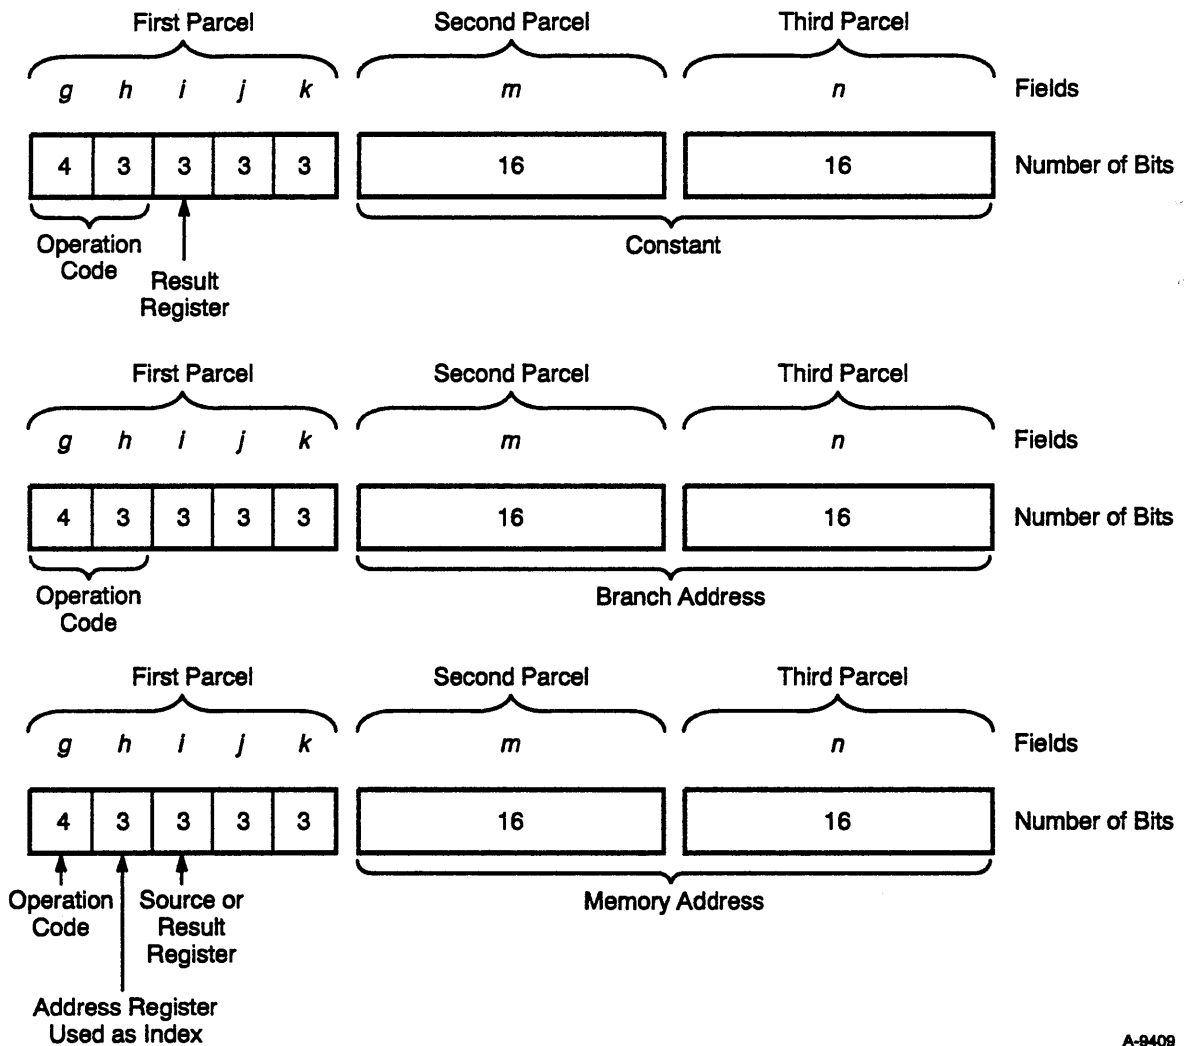 First Parcel Second Parcel Third Parcel
g h i j k m n Fields
4 3 3 3 3 16 16 Number of Bits
Operation
Code
Constant
Result
Register
First Parcel Second Parcel Third Parcel
g h i j k m n Fields
4 3 3 3 3 16 16 Number of Bits
Operation
Code
Branch Address
First Parcel Second Parcel Third Parcel
g h i j k m n Fields
4 3 3 3 3 16 16 Number of Bits
Operation
Code
Source or
Result
Register
Memory Address
Address Register
Used as Index
A-9409